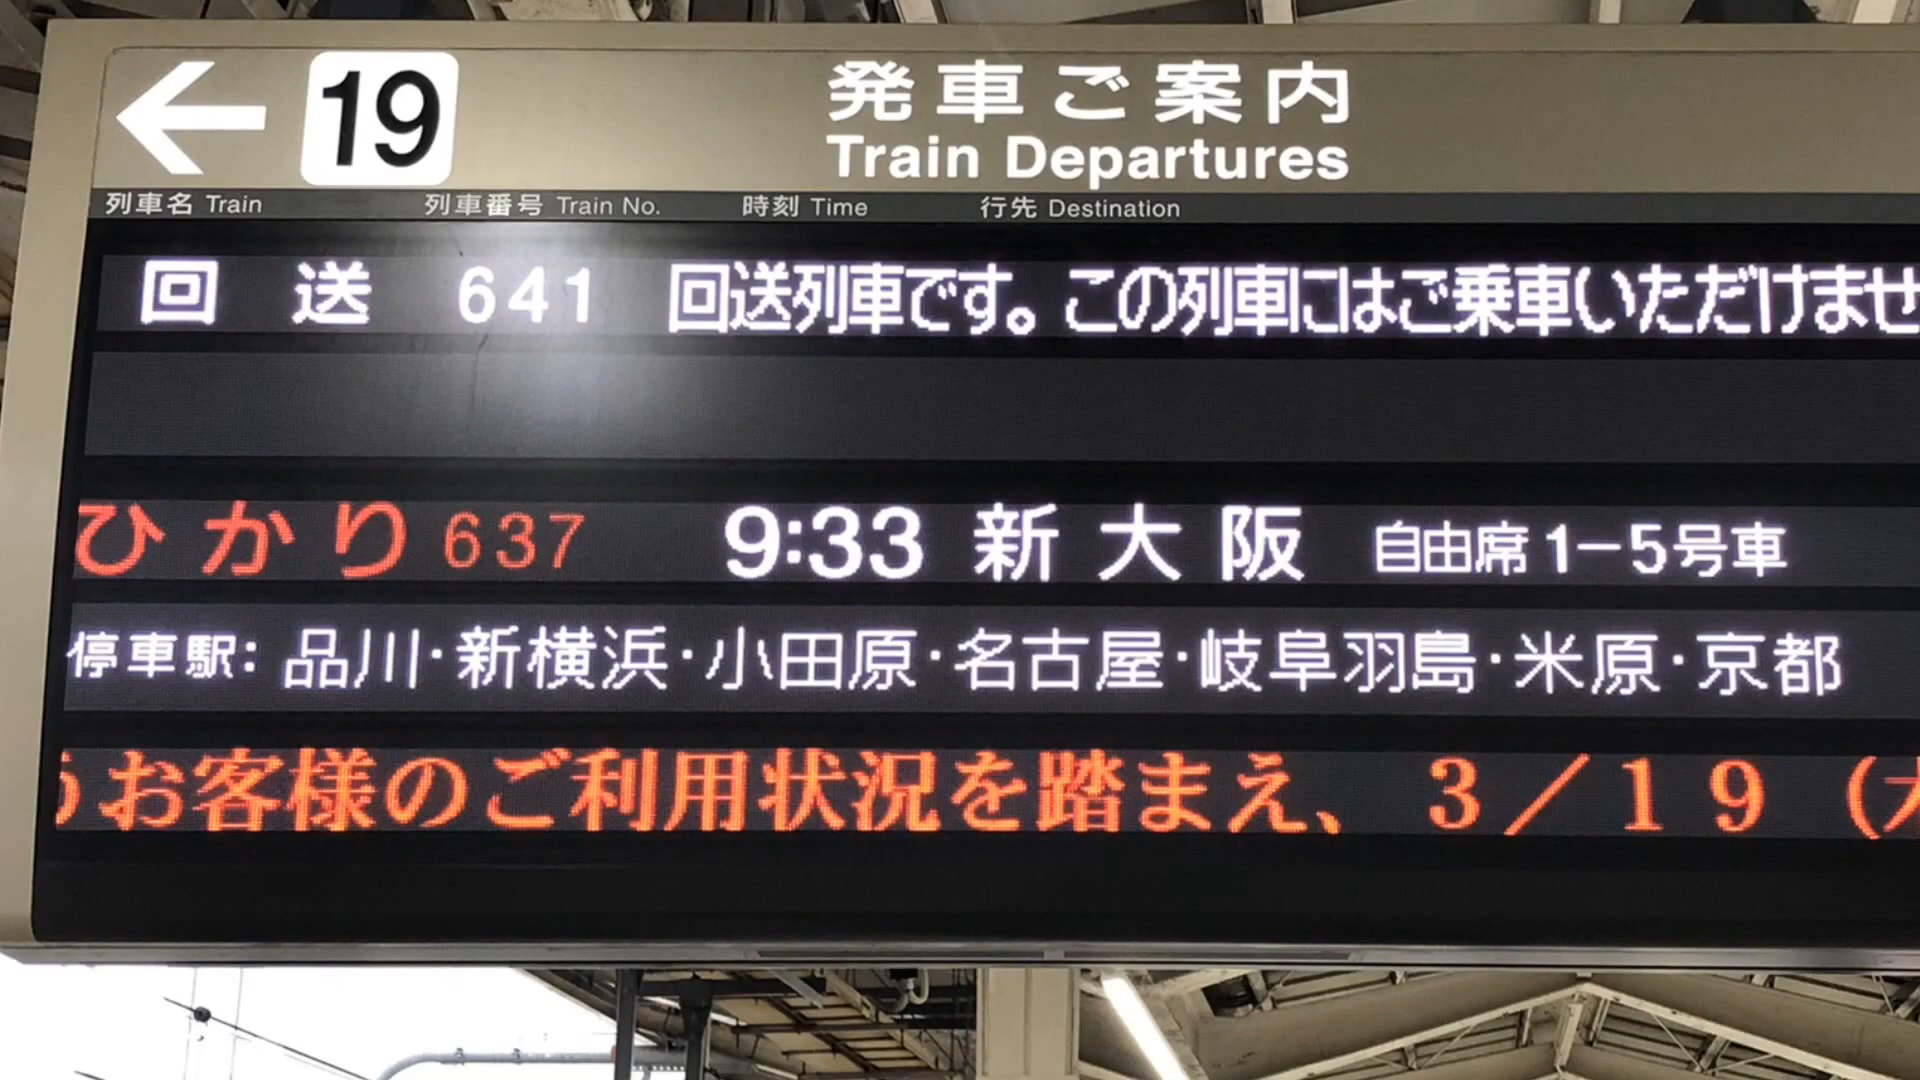 19 発車ご案内
Train Departures
列車名 Train 列車番号 Train No. 時刻 Time 行先 Destination
回送 641 回送列車です。この列車にはご乗車いただけませ
ひかり 637 9:33 新大阪 自由席1−5号車
停車駅：品川・新横浜・小田原・名古屋・岐阜羽島・米原・京都
うお客様のご利用状況を踏まえ、３／１９（